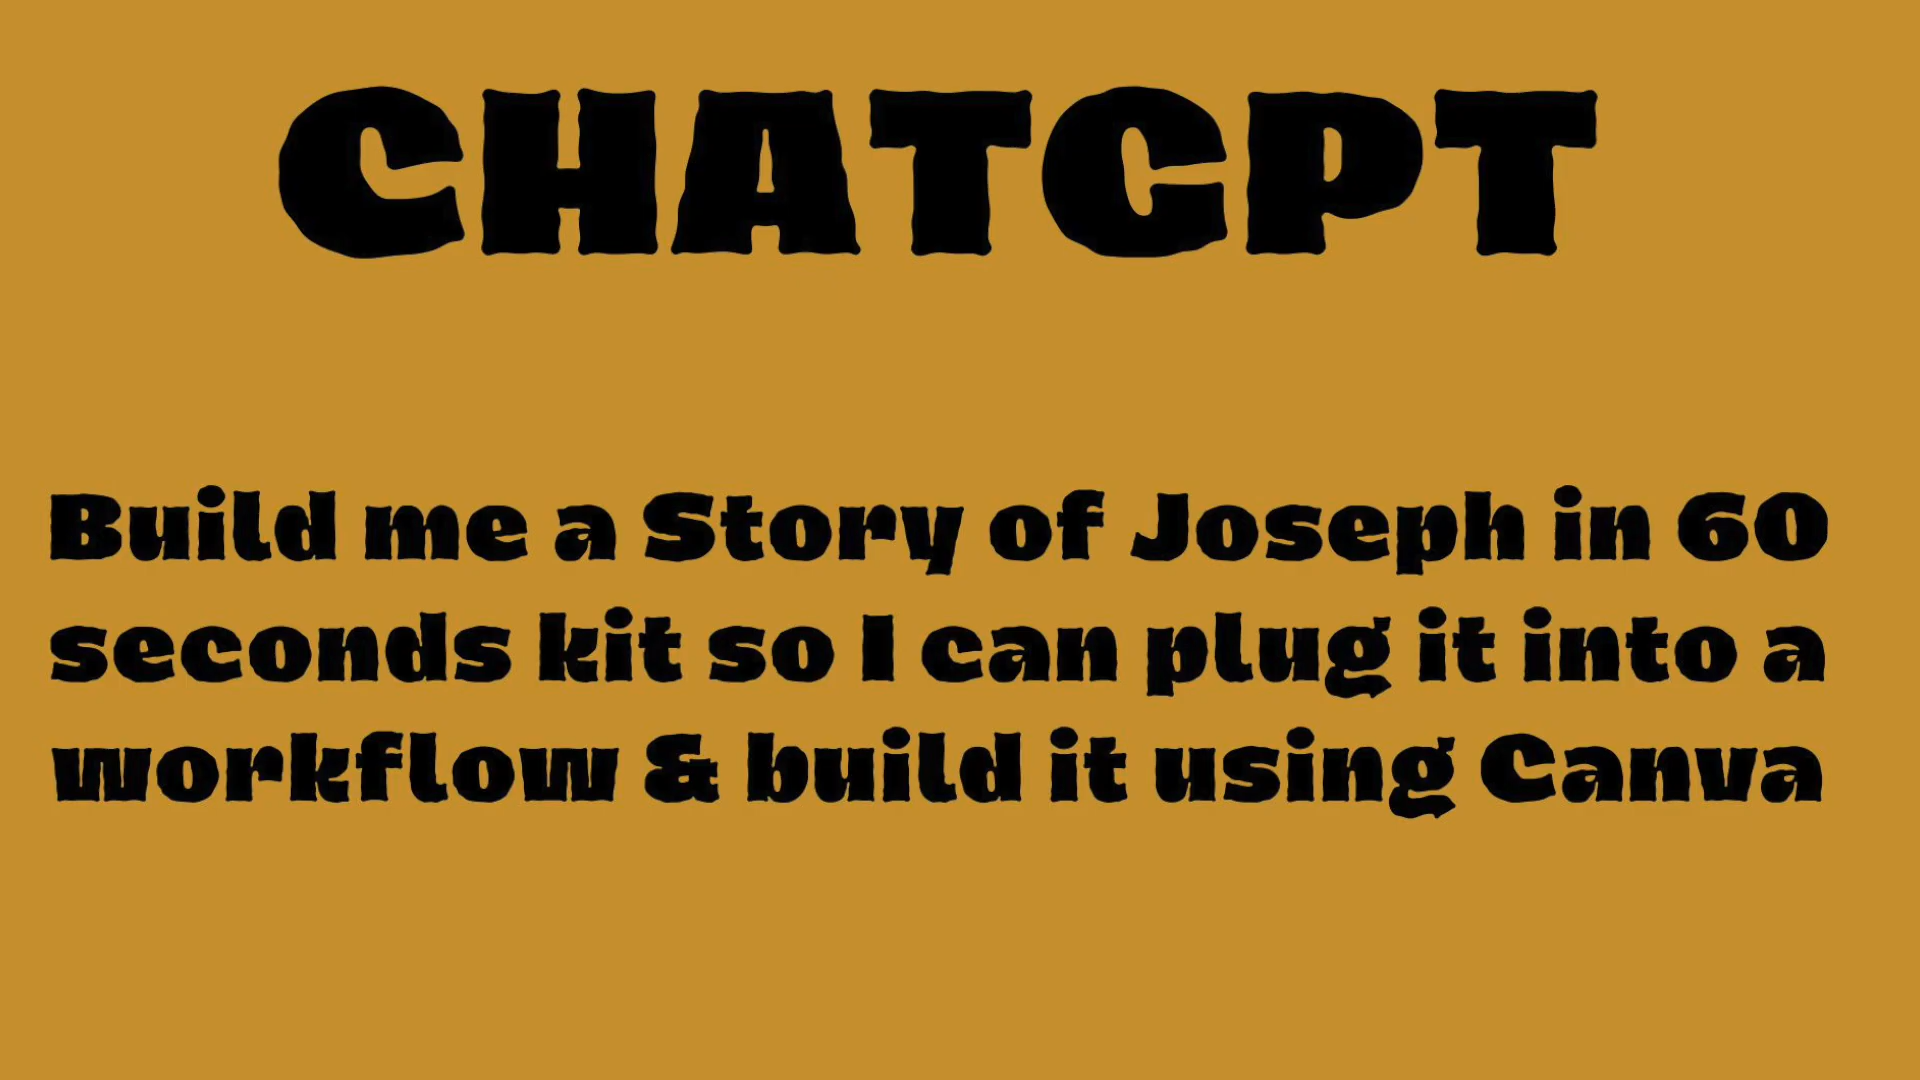 CHATGPT
Build me a Story of Joseph in 60
seconds kit so I can plug it into a
workflow & build it using Canva